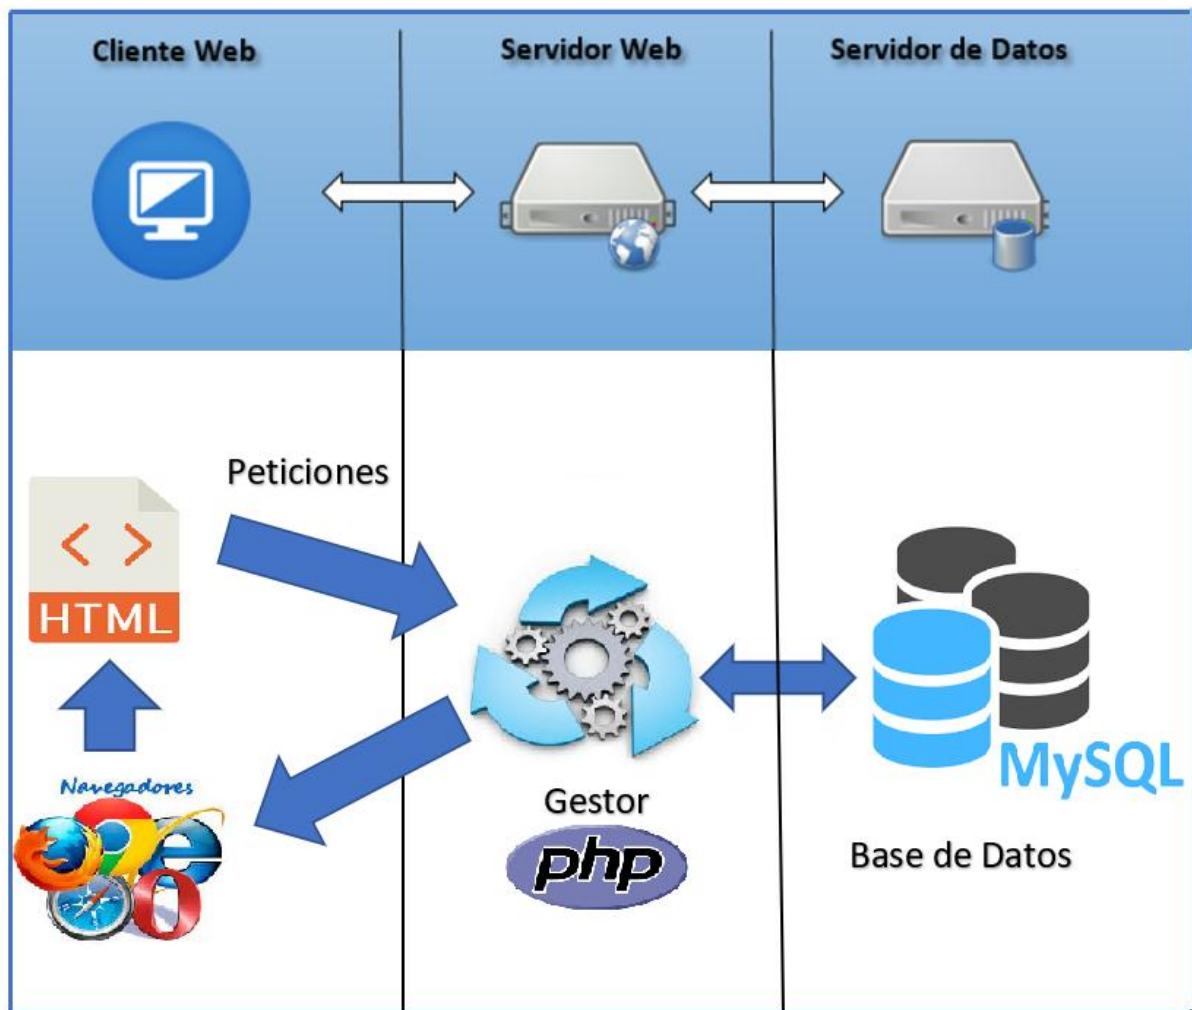 Cliente Web
Servidor Web
Servidor de Datos
Peticiones
< >
HTML
Navegadores
Gestor
php
MySQL
Base de Datos